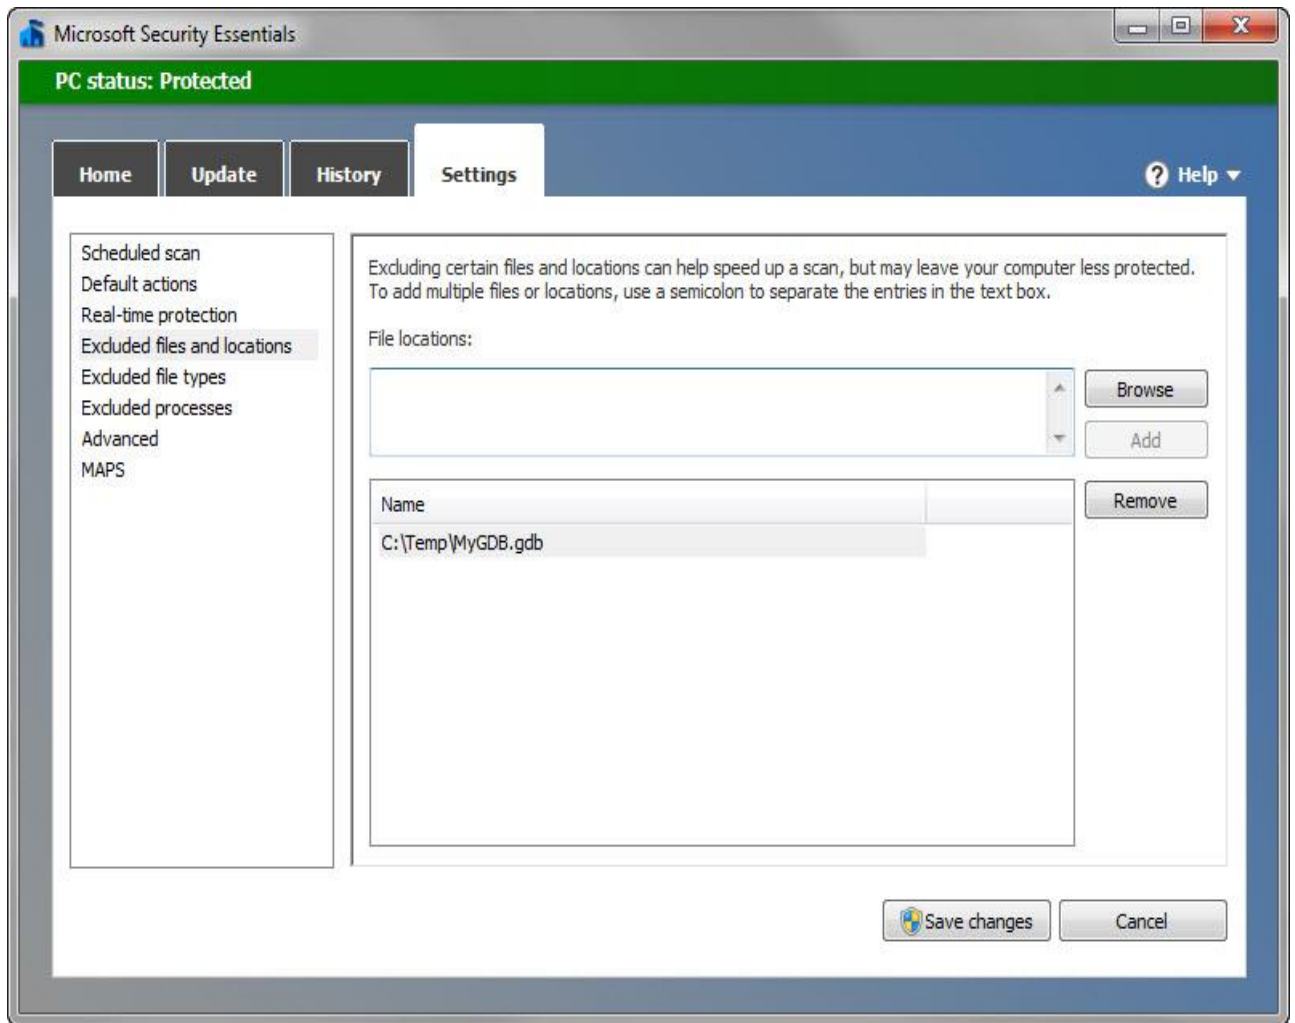 Microsoft Security Essentials
PC status: Protected
Home
Update
History
Settings
Help
Scheduled scan
Default actions
Real-time protection
Excluded files and locations
Excluded file types
Excluded processes
Advanced
MAPS
Excluding certain files and locations can help speed up a scan, but may leave your computer less protected.
To add multiple files or locations, use a semicolon to separate the entries in the text box.
File locations:
Browse
Add
Name
Remove
C:\Temp\MyGDB.gdb
Save changes
Cancel